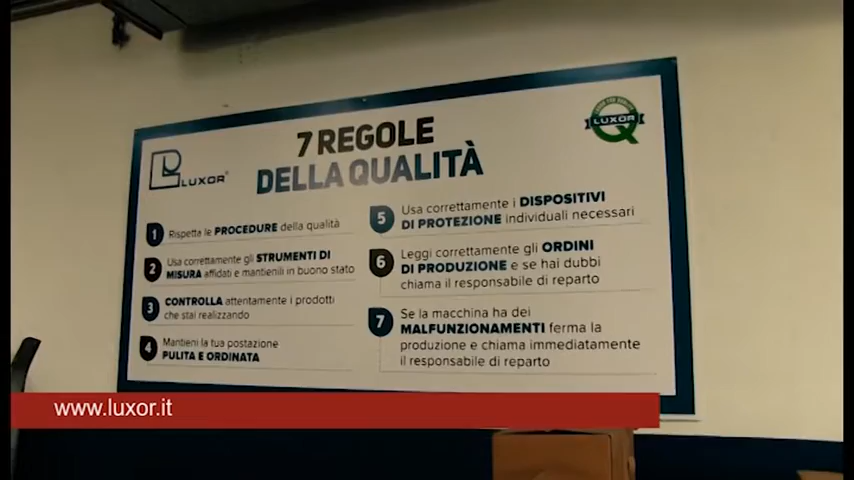 7 REGOLE
DELLA QUALITÀ
LUXOR
LUXOR
1 Rispetta le PROCEDURE della qualità
2 Usa correttamente gli STRUMENTI DI
MISURA affidati e mantienili in buono stato
3 CONTROLLA attentamente i prodotti
che stai realizzando
4 Mantieni la tua postazione
PULITA E ORDINATA
5 Usa correttamente i DISPOSITIVI
DI PROTEZIONE individuali necessari
6 Leggi correttamente gli ORDINI
DI PRODUZIONE e se hai dubbi
chiama il responsabile di reparto
7 Se la macchina ha dei
MALFUNZIONAMENTI ferma la
produzione e chiama immediatamente
il responsabile di reparto
www.luxor.it